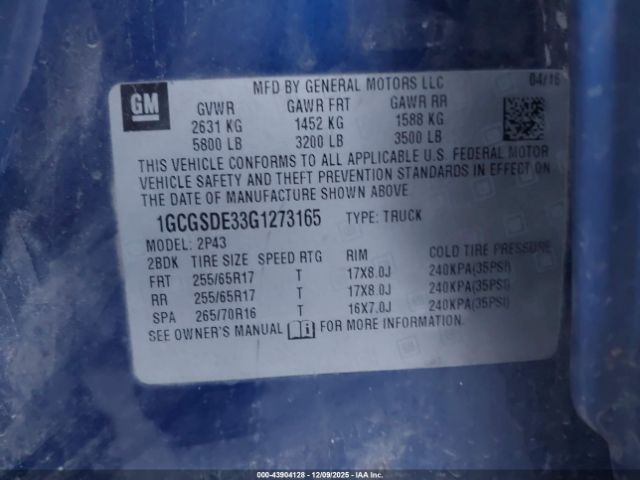 GM
MFD BY GENERAL MOTORS LLC 04/16
GVWR GAWR FRT GAWR RR
2631 KG 1452 KG 1588 KG
5800 LB 3200 LB 3500 LB
THIS VEHICLE CONFORMS TO ALL APPLICABLE U.S. FEDERAL MOTOR
VEHICLE SAFETY AND THEFT PREVENTION STANDARDS IN EFFECT ON
THE DATE OF MANUFACTURE SHOWN ABOVE
1GCGSDE33G1273165 TYPE: TRUCK
MODEL: 2P43
2BDK TIRE SIZE SPEED RTG RIM COLD TIRE PRESSURE
FRT 255/65R17 T 17X8.0J 240KPA(35PSI)
RR 255/65R17 T 17X8.0J 240KPA(35PSI)
SPA 265/70R16 T 16X7.0J 240KPA(35PSI)
SEE OWNER'S MANUAL FOR MORE INFORMATION
000-43904128 - 12/09/2025 - IAA.COM